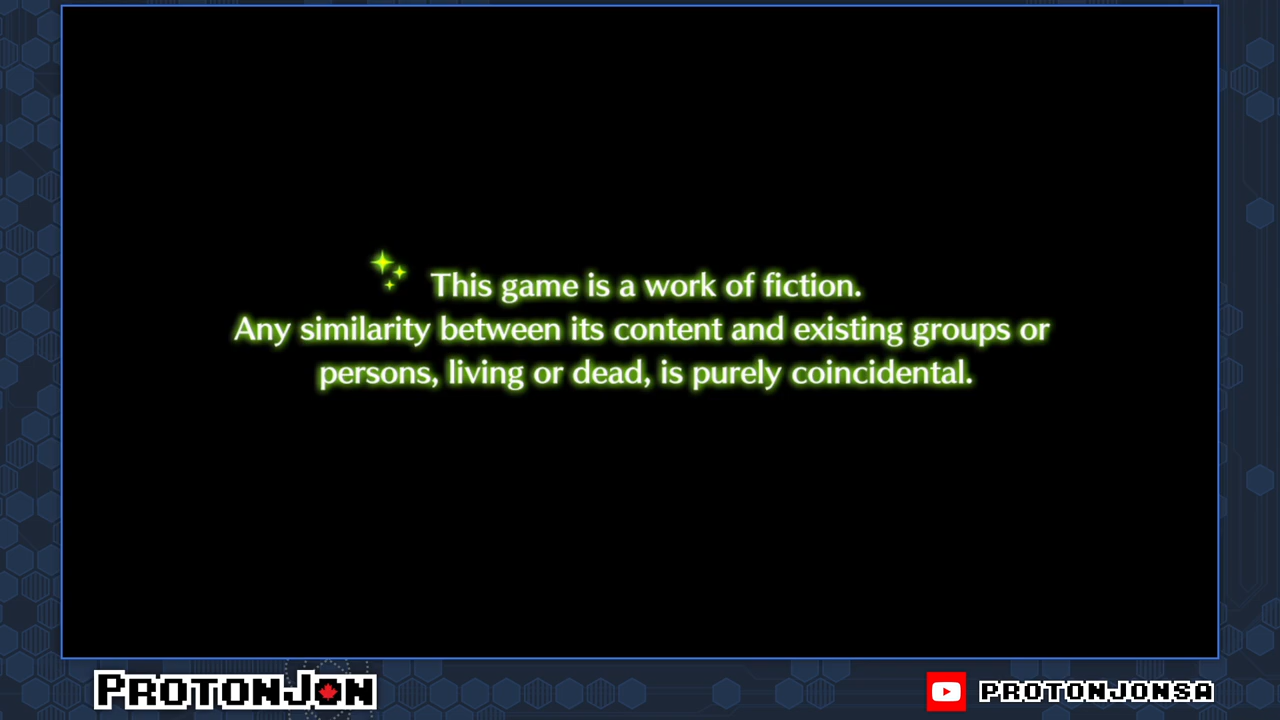 This game is a work of fiction.
Any similarity between its content and existing groups or
persons, living or dead, is purely coincidental.
PROTONJON
PROTONJONSA